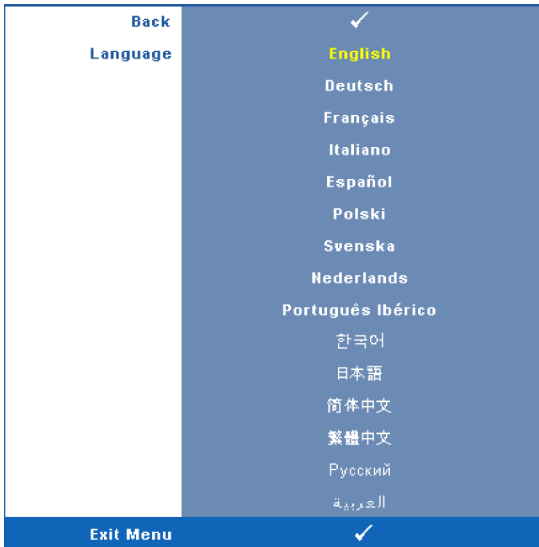 Back ✓
Language English
Deutsch
Français
Italiano
Español
Polski
Svenska
Nederlands
Português Ibérico
한국어
日本語
简体中文
繁體中文
Русский
العربية
Exit Menu ✓